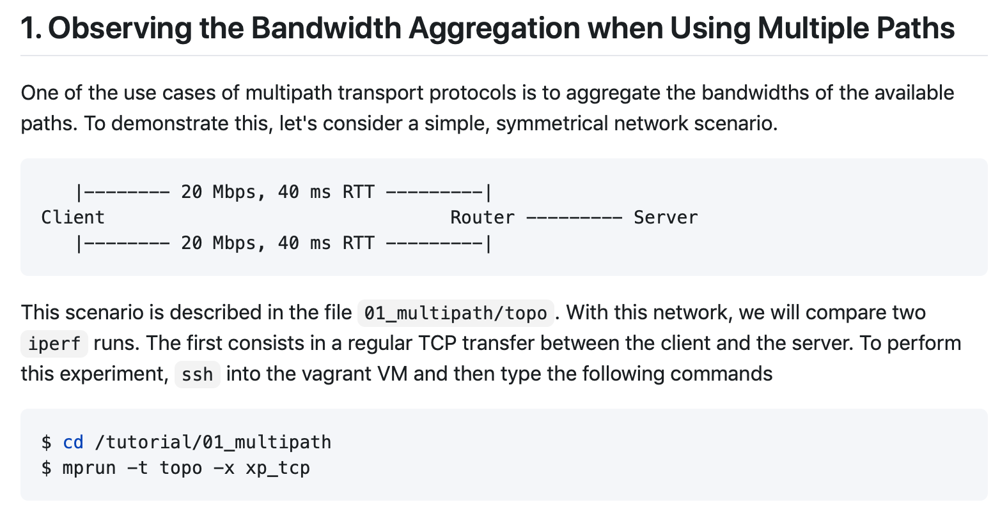 1. Observing the Bandwidth Aggregation when Using Multiple Paths
One of the use cases of multipath transport protocols is to aggregate the bandwidths of the available
paths. To demonstrate this, let's consider a simple, symmetrical network scenario.
|-------- 20 Mbps, 40 ms RTT ---------|
Client Router --------- Server
|-------- 20 Mbps, 40 ms RTT ---------|
This scenario is described in the file 01_multipath/topo. With this network, we will compare two
iperf runs. The first consists in a regular TCP transfer between the client and the server. To perform
this experiment, ssh into the vagrant VM and then type the following commands
$ cd /tutorial/01_multipath
$ mprun -t topo -x xp_tcp